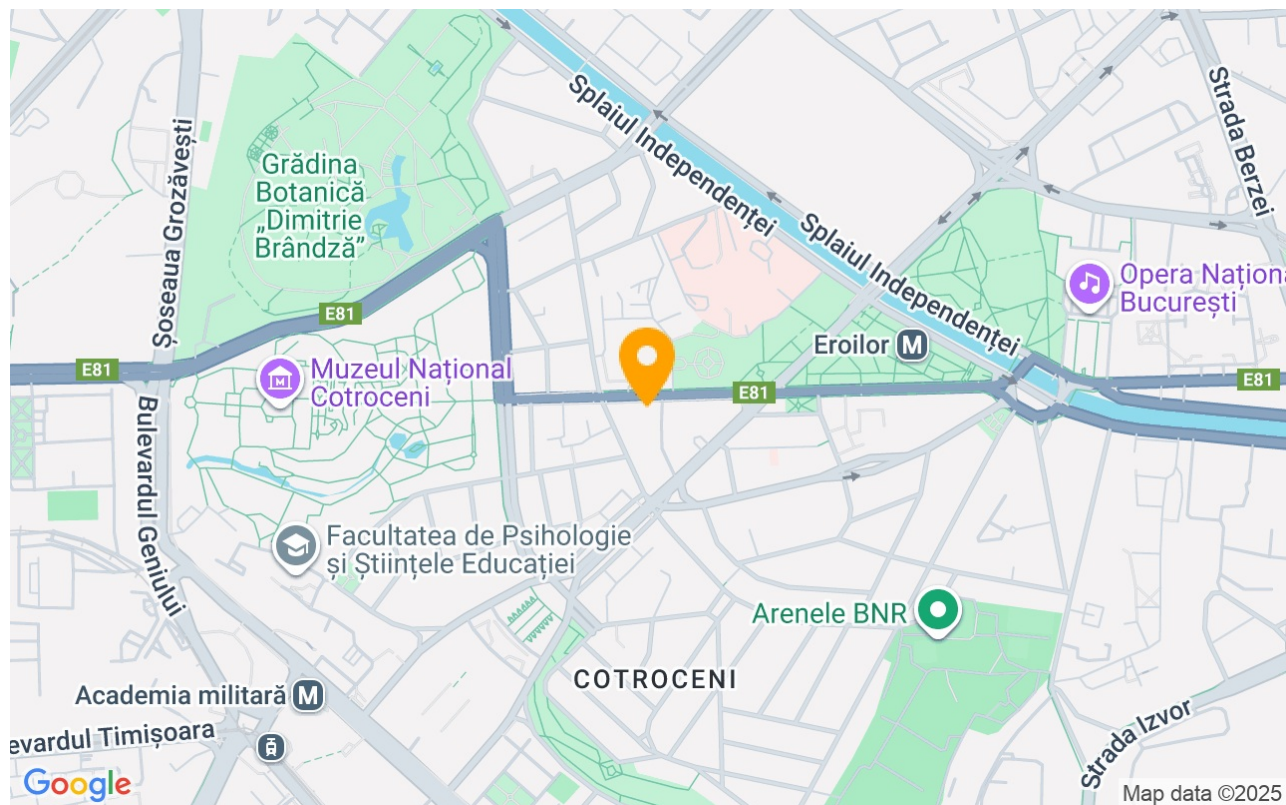 Splaiul Independenței
Strada Berzei
Șoseaua Grozăvești
Grădina
Botanică
„Dimitrie
Brândză”
Splaiul Independenței
Opera Națion
București
E81
Eroilor M
E81
Muzeul Național
Cotroceni
E81
E81
Bulevardul Geniului
Facultatea de Psihologie
și Științele Educației
Arenele BNR
COTROCENI
Academia militară M
evardul Timișoara
Strada Izvor
Google
Map data ©2025